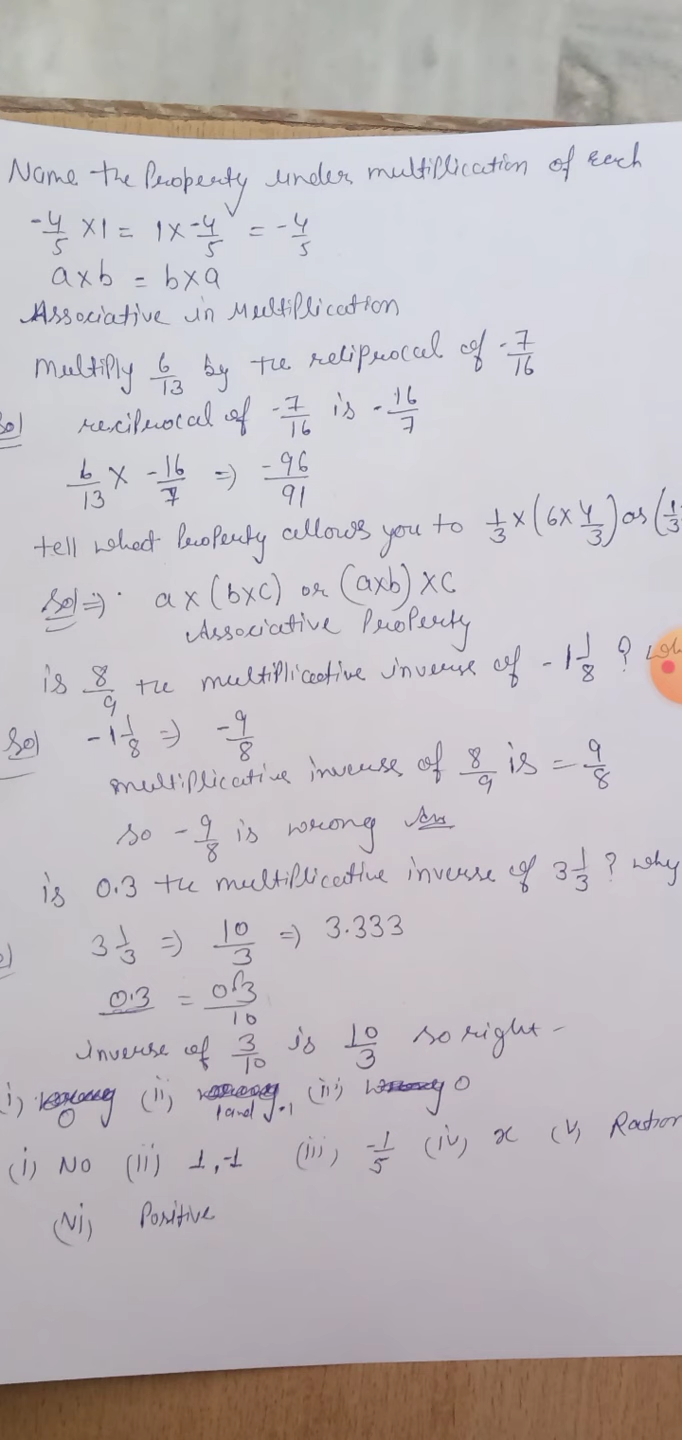 Name the Property under multiplication of each
-4/5 × 1 = 1 × -4/5 = -4/5
a×b = b×a
Associative in Multiplication
Multiply 6/13 by the reciprocal of -7/16
Sol reciprocal of -7/16 is -16/7
6/13 × -16/7 ⇒ -96/91
tell what Property allows you to 1/3 × (6 × 4/3) as (1/3
Sol ⇒ a × (b×c) or (a×b) × c
Associative Property
is 8/9 the multiplicative inverse of -1 1/8 ?
Sol -1 1/8 ⇒ -9/8
multiplicative inverse of 8/9 is = 9/8
so -9/8 is wrong Ans
is 0.3 the multiplicative inverse of 3 1/3 ? why
3 1/3 ⇒ 10/3 ⇒ 3.333
0.3 = 03/10
inverse of 3/10 is 10/3 so right -
i) 0 (ii) 1 and -1 (iii) 0
(i) No (ii) 1, -1 (iii) -1/5 (iv) x (v) Ration
(vi) Positive